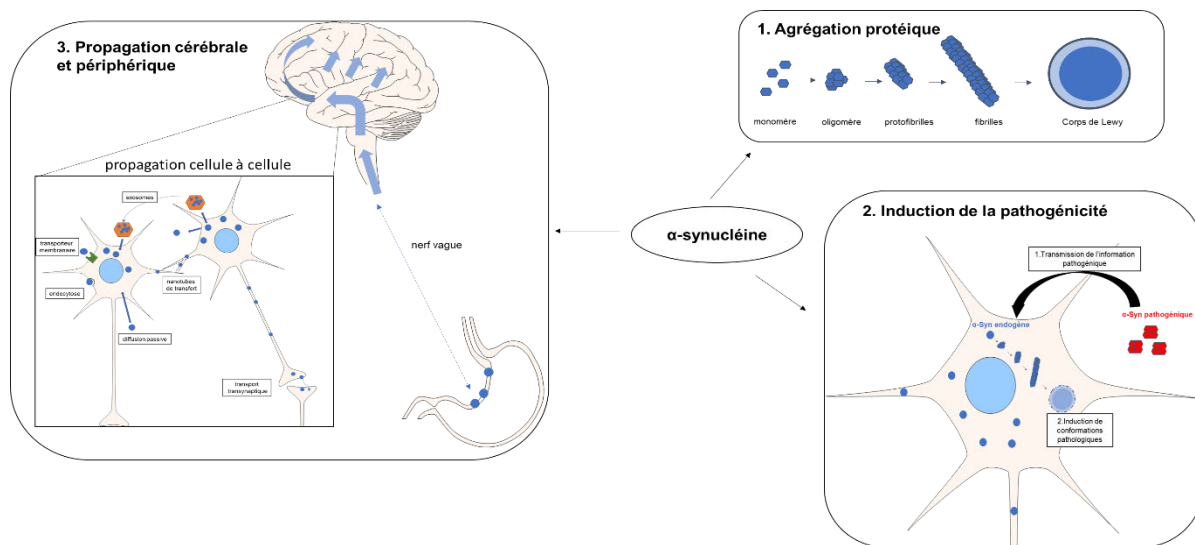 3. Propagation cérébrale
et périphérique
propagation cellule à cellule
exosomes
transporteur
membranaire
endocytose
nanotubes
de transfert
diffusion passive
transport
transynaptique
nerf vague
α-synucléine
1. Agrégation protéique
monomère
oligomère
protofibrilles
fibrilles
Corps de Lewy
2. Induction de la pathogénicité
1.Transmission de l'information
pathogénique
α-Syn endogène
α-Syn pathogénique
2.Induction de
conformations
pathologiques